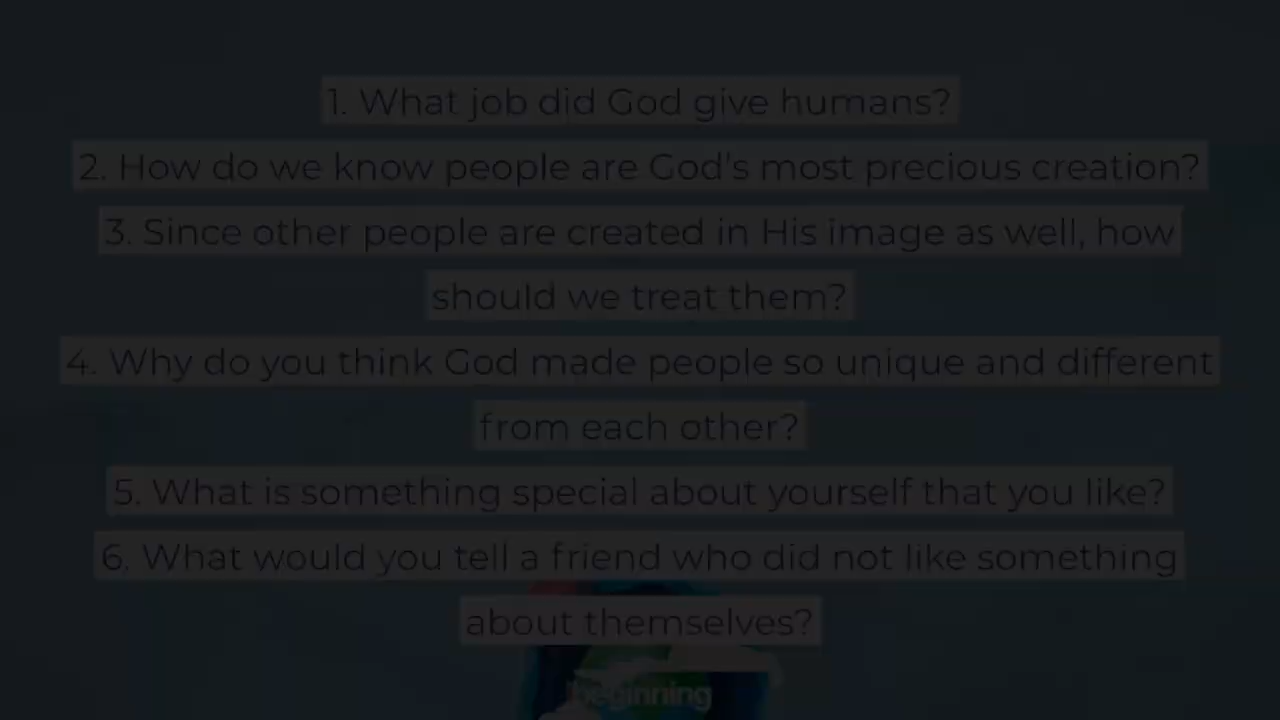 1. What job did God give humans?
2. How do we know people are God's most precious creation?
3. Since other people are created in His image as well, how
should we treat them?
4. Why do you think God made people so unique and different
from each other?
5. What is something special about yourself that you like?
6. What would you tell a friend who did not like something
about themselves?
beginning